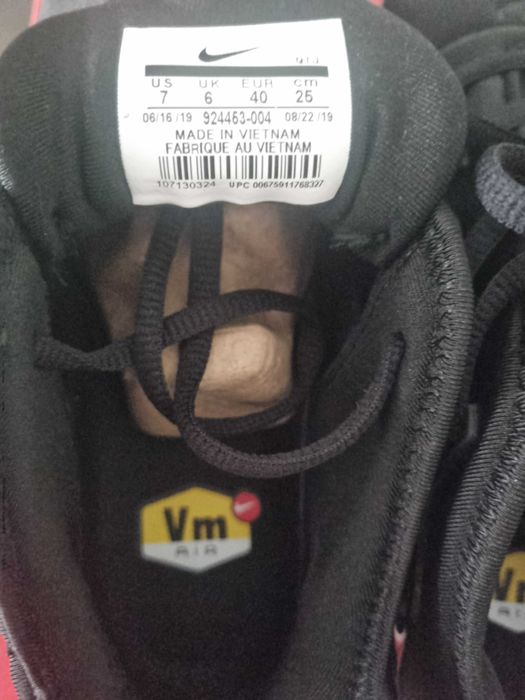 US UK EUR cm
7 6 40 25
06/16/19 924463-004 08/22/19
MADE IN VIETNAM
FABRIQUE AU VIETNAM
107130324 UPC 00675911768327
Vm
AIR
Vm